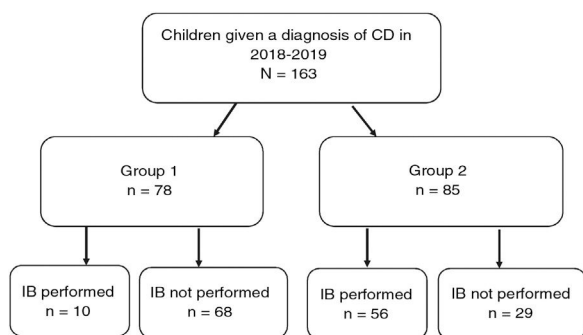 Children given a diagnosis of CD in
2018-2019
N = 163
Group 1
n = 78
Group 2
n = 85
IB performed
n = 10
IB not performed
n = 68
IB performed
n = 56
IB not performed
n = 29